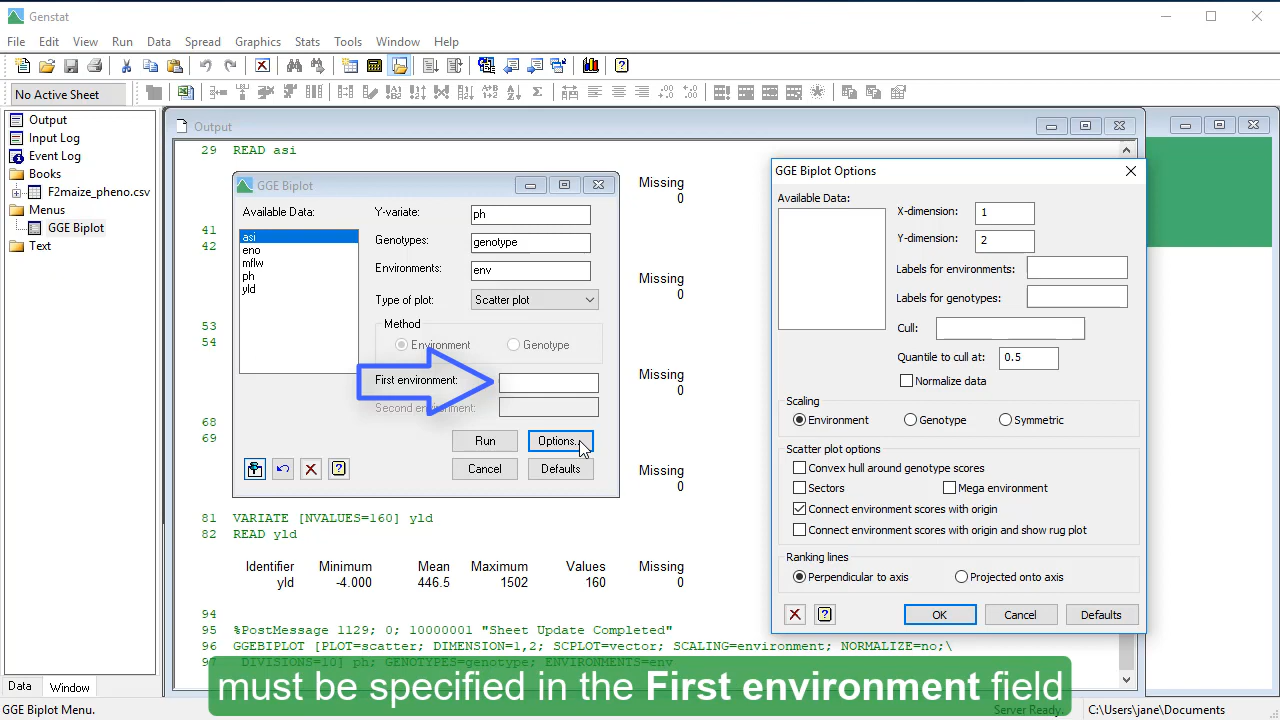 Genstat
File Edit View Run Data Spread Graphics Stats Tools Window Help
No Active Sheet
Output
Input Log
Event Log
Books
F2maize_pheno.csv
Menus
GGE Biplot
Text
Data Window
Output
29 READ asi
Missing
0
41
42
Missing
0
53
54
Missing
0
68
69
Missing
0
81 VARIATE [NVALUES=160] yld
82 READ yld
Identifier Minimum Mean Maximum Values Missing
yld -4.000 446.5 1502 160 0
94
95 %PostMessage 1129; 0; 10000001 "Sheet Update Completed"
96 GGEBIPLOT [PLOT=scatter; DIMENSION=1,2; SCPLOT=vector; SCALING=environment; NORMALIZE=no;\
97 DIVISIONS=10] ph; GENOTYPES=genotype; ENVIRONMENTS=env
GGE Biplot
Available Data:
asi
eno
mflw
ph
yld
Y-variate: ph
Genotypes: genotype
Environments: env
Type of plot: Scatter plot
Method
Environment Genotype
First environment:
Second environment:
Run Options...
Cancel Defaults
GGE Biplot Options
Available Data:
X-dimension: 1
Y-dimension: 2
Labels for environments:
Labels for genotypes:
Cull:
Quantile to cull at: 0.5
Normalize data
Scaling
Environment Genotype Symmetric
Scatter plot options
Convex hull around genotype scores
Sectors Mega environment
Connect environment scores with origin
Connect environment scores with origin and show rug plot
Ranking lines
Perpendicular to axis Projected onto axis
OK Cancel Defaults
must be specified in the First environment field
GGE Biplot Menu. Server Ready. C:\Users\jane\Documents